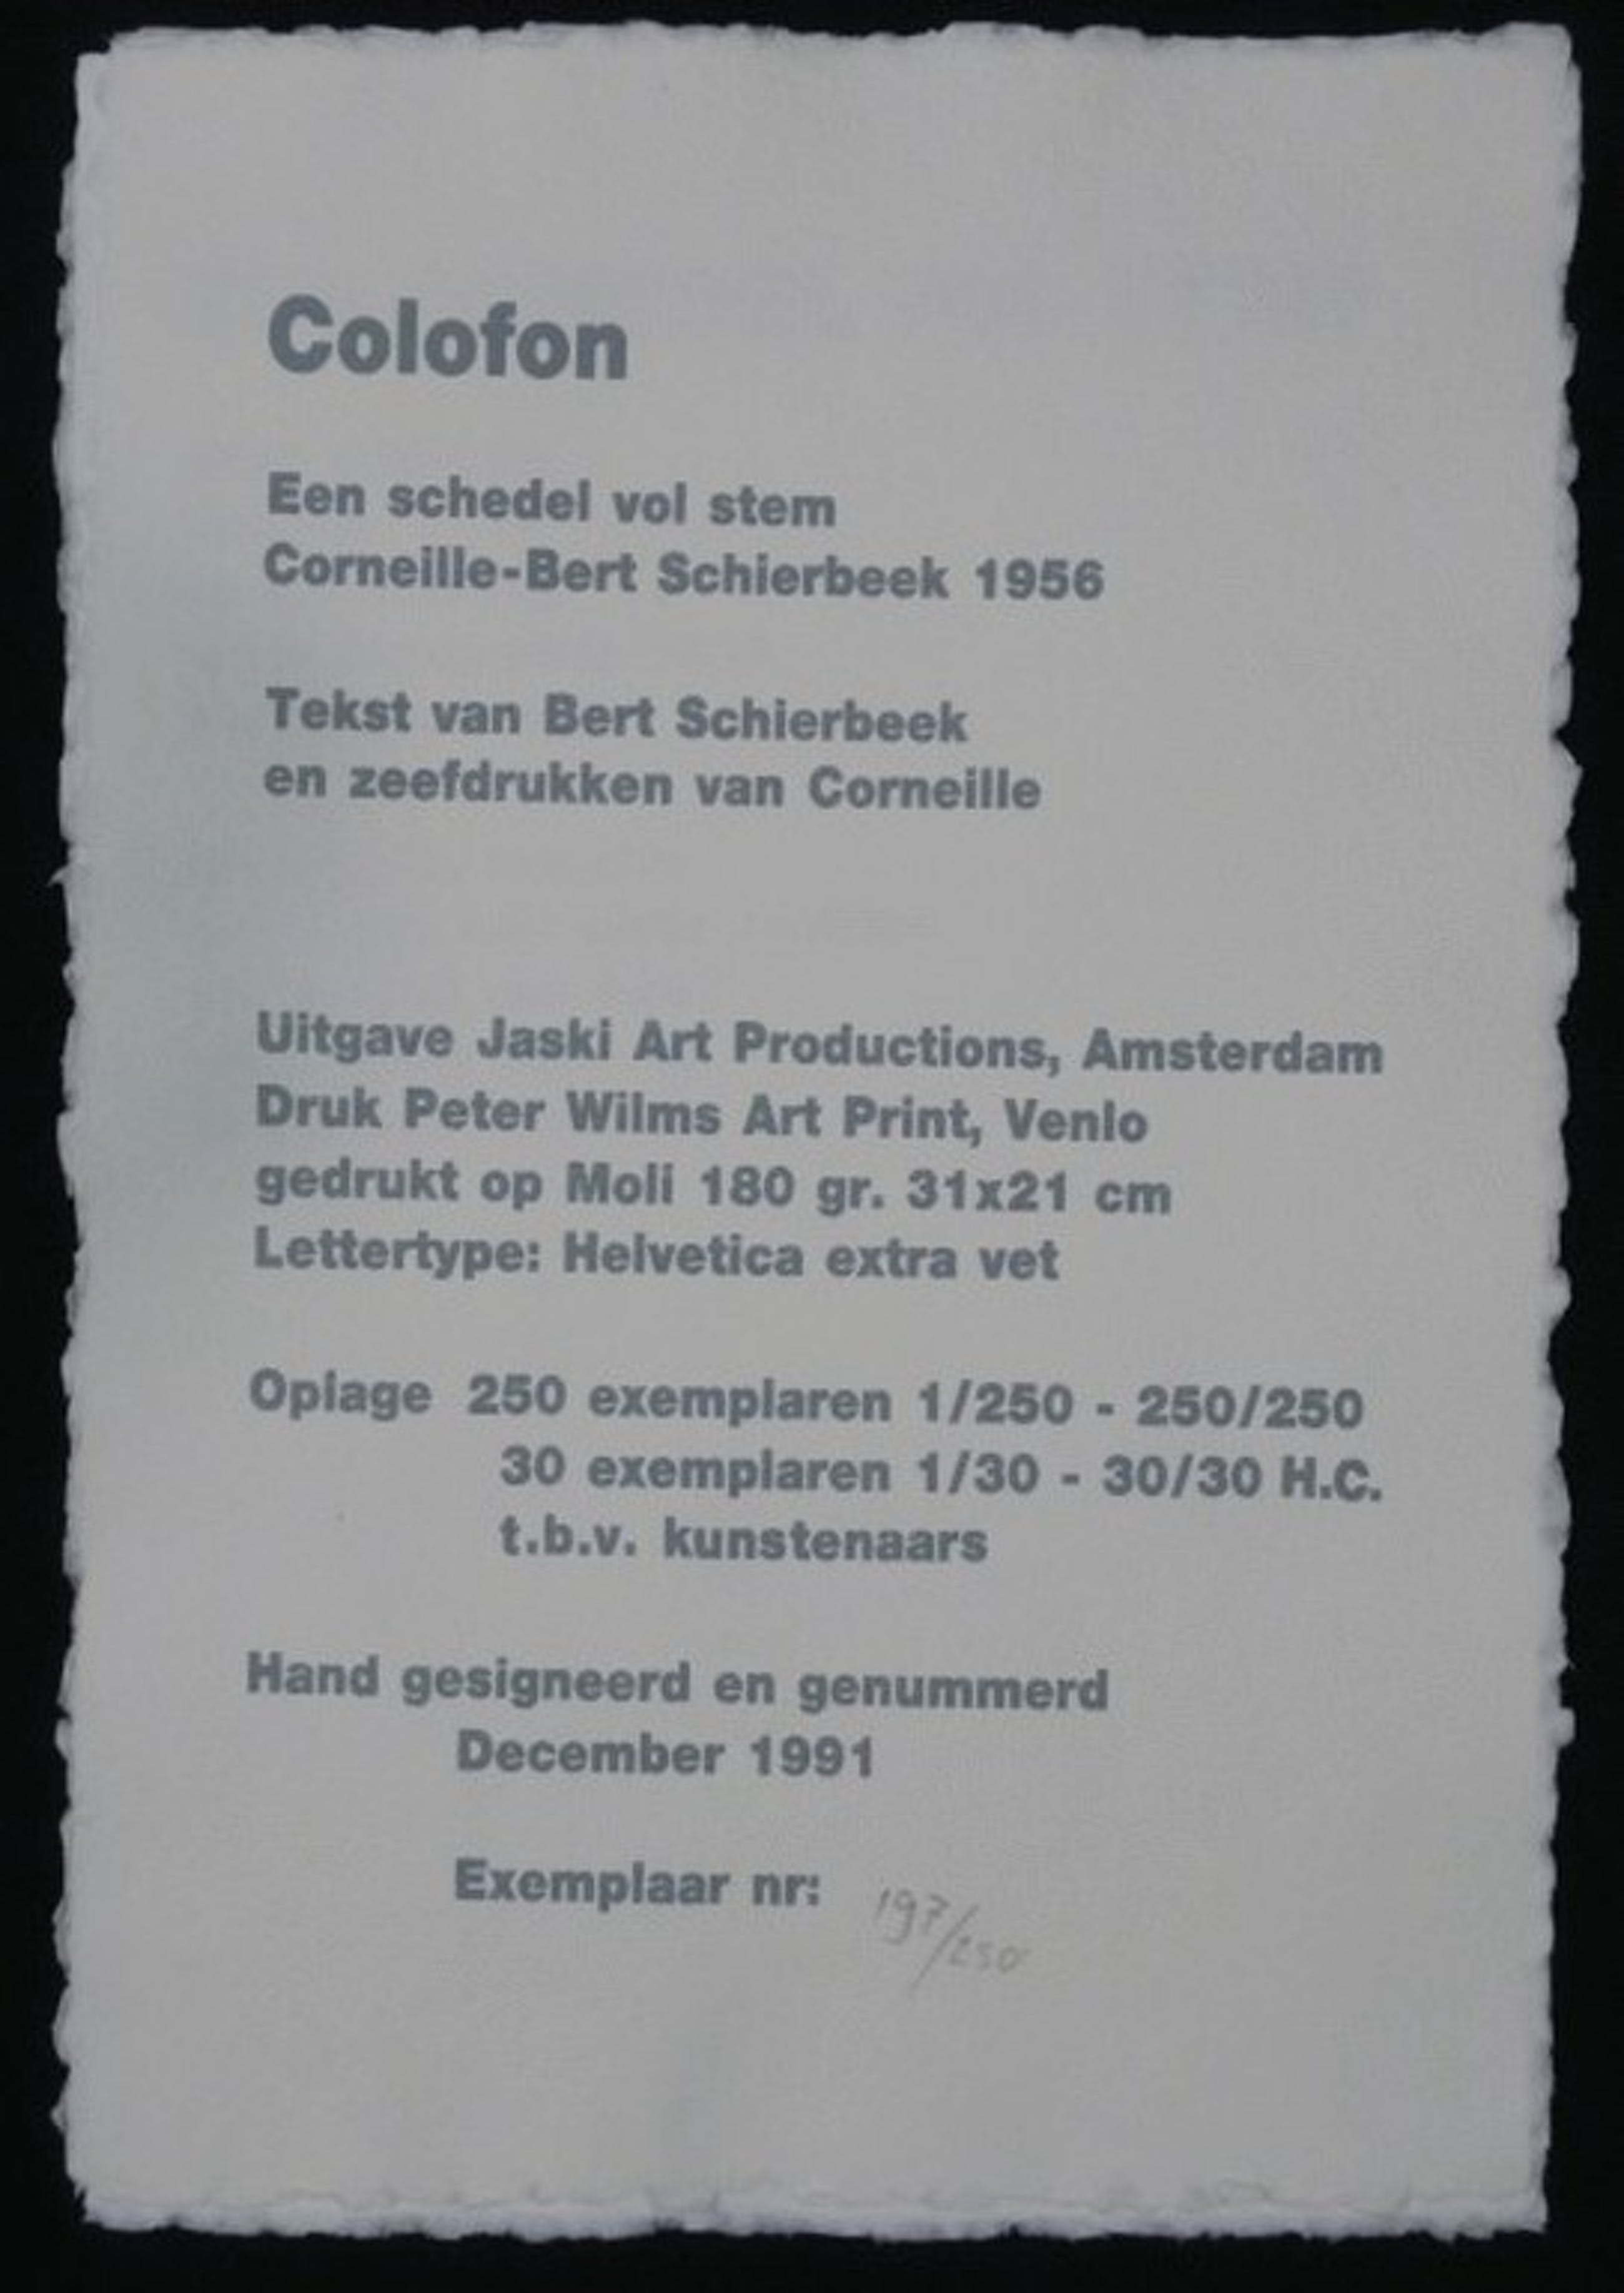 Colofon
Een schedel vol stem
Corneille-Bert Schierbeek 1956
Tekst van Bert Schierbeek
en zeefdrukken van Corneille
Uitgave Jaski Art Productions, Amsterdam
Druk Peter Wilms Art Print, Venlo
gedrukt op Moli 180 gr. 31x21 cm
Lettertype: Helvetica extra vet
Oplage 250 exemplaren 1/250 - 250/250
30 exemplaren 1/30 - 30/30 H.C.
t.b.v. kunstenaars
Hand gesigneerd en genummerd
December 1991
Exemplaar nr: 197/250